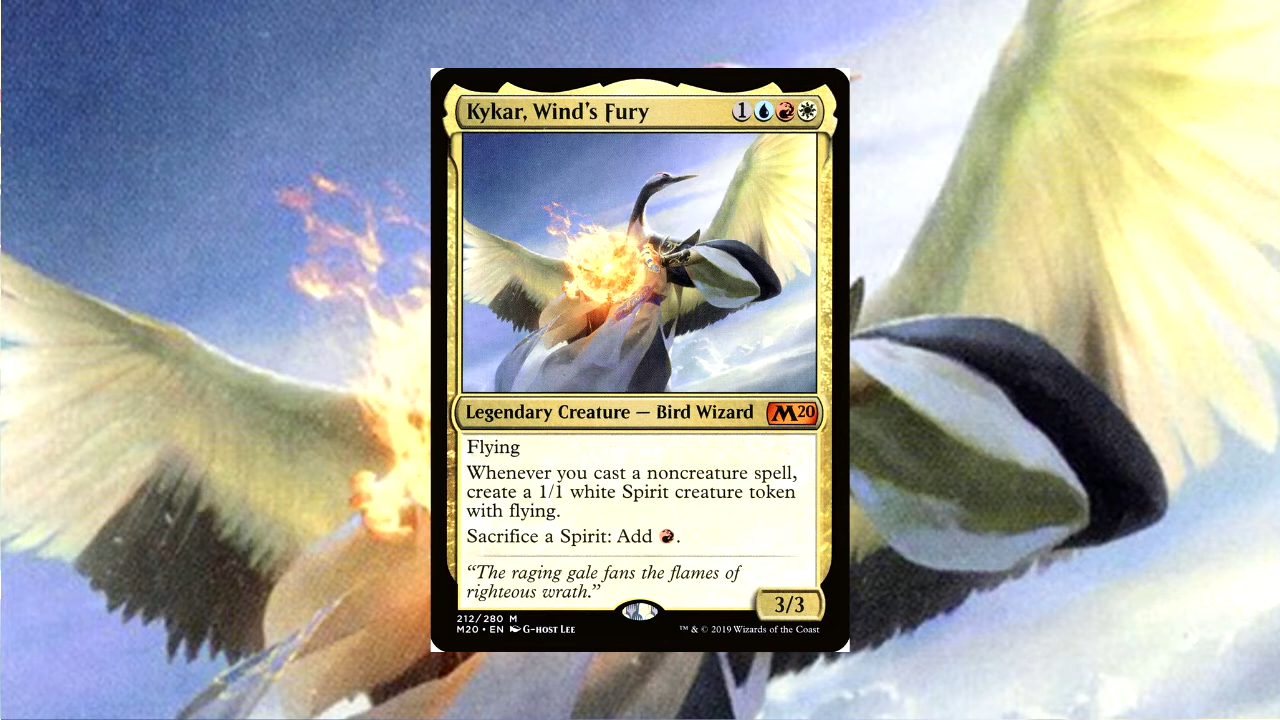 Kykar, Wind's Fury 1
Legendary Creature — Bird Wizard M20
Flying
Whenever you cast a noncreature spell,
create a 1/1 white Spirit creature token
with flying.
Sacrifice a Spirit: Add .
“The raging gale fans the flames of
righteous wrath.”
3/3
212/280 M
M20 • EN G-host Lee
™ & © 2019 Wizards of the Coast